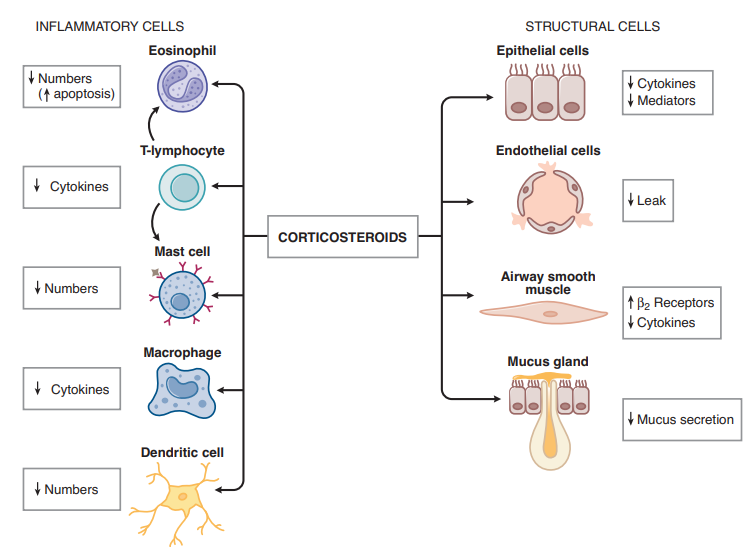 INFLAMMATORY CELLS
Eosinophil
↓ Numbers
(↑ apoptosis)
T-lymphocyte
↓ Cytokines
Mast cell
↓ Numbers
Macrophage
↓ Cytokines
Dendritic cell
↓ Numbers
CORTICOSTEROIDS
STRUCTURAL CELLS
Epithelial cells
↓ Cytokines
↓ Mediators
Endothelial cells
↓ Leak
Airway smooth
muscle
↑ β₂ Receptors
↓ Cytokines
Mucus gland
↓ Mucus secretion